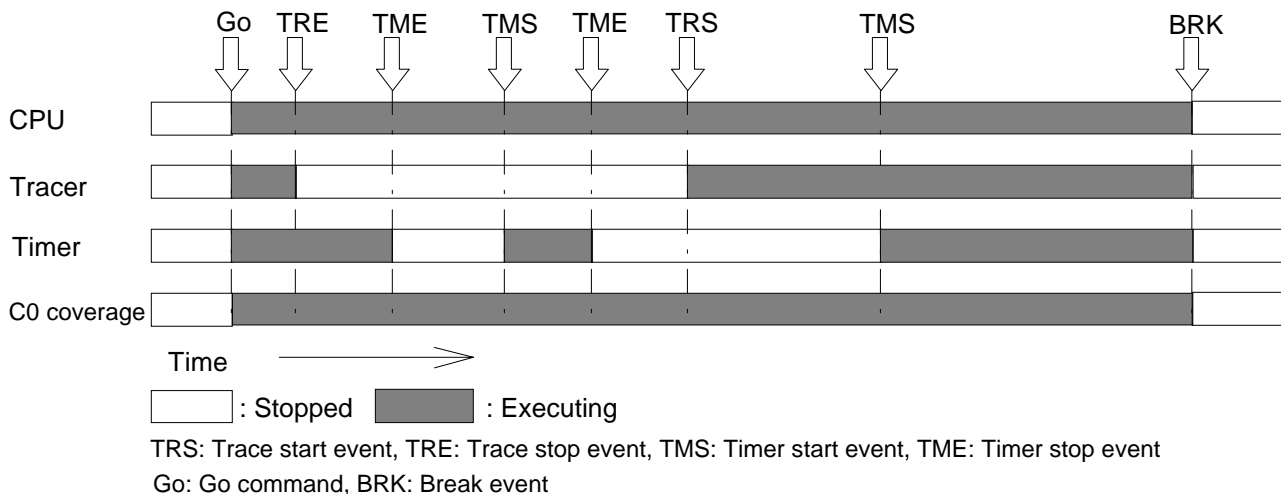 Go TRE TME TMS TME TRS TMS BRK
CPU
Tracer
Timer
C0 coverage
Time
: Stopped : Executing
TRS: Trace start event, TRE: Trace stop event, TMS: Timer start event, TME: Timer stop event
Go: Go command, BRK: Break event